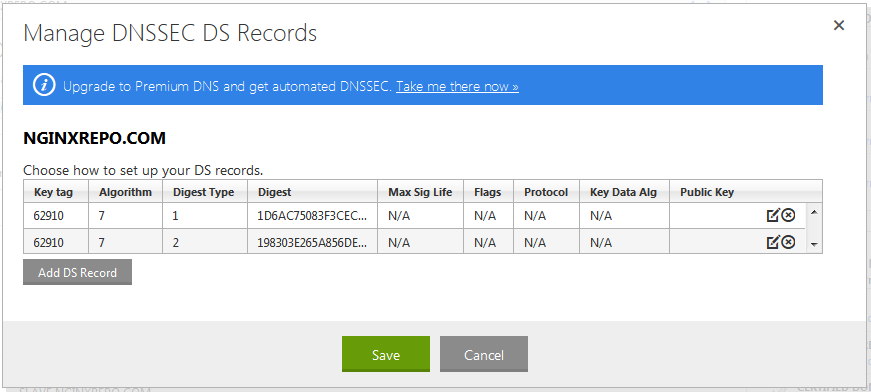 Manage DNSSEC DS Records
Upgrade to Premium DNS and get automated DNSSEC. Take me there now »
NGINXREPO.COM
Choose how to set up your DS records.
Key tag Algorithm Digest Type Digest Max Sig Life Flags Protocol Key Data Alg Public Key
62910 7 1 1D6AC75083F3CEC... N/A N/A N/A N/A
62910 7 2 198303E265A856DE... N/A N/A N/A N/A
Add DS Record
Save Cancel